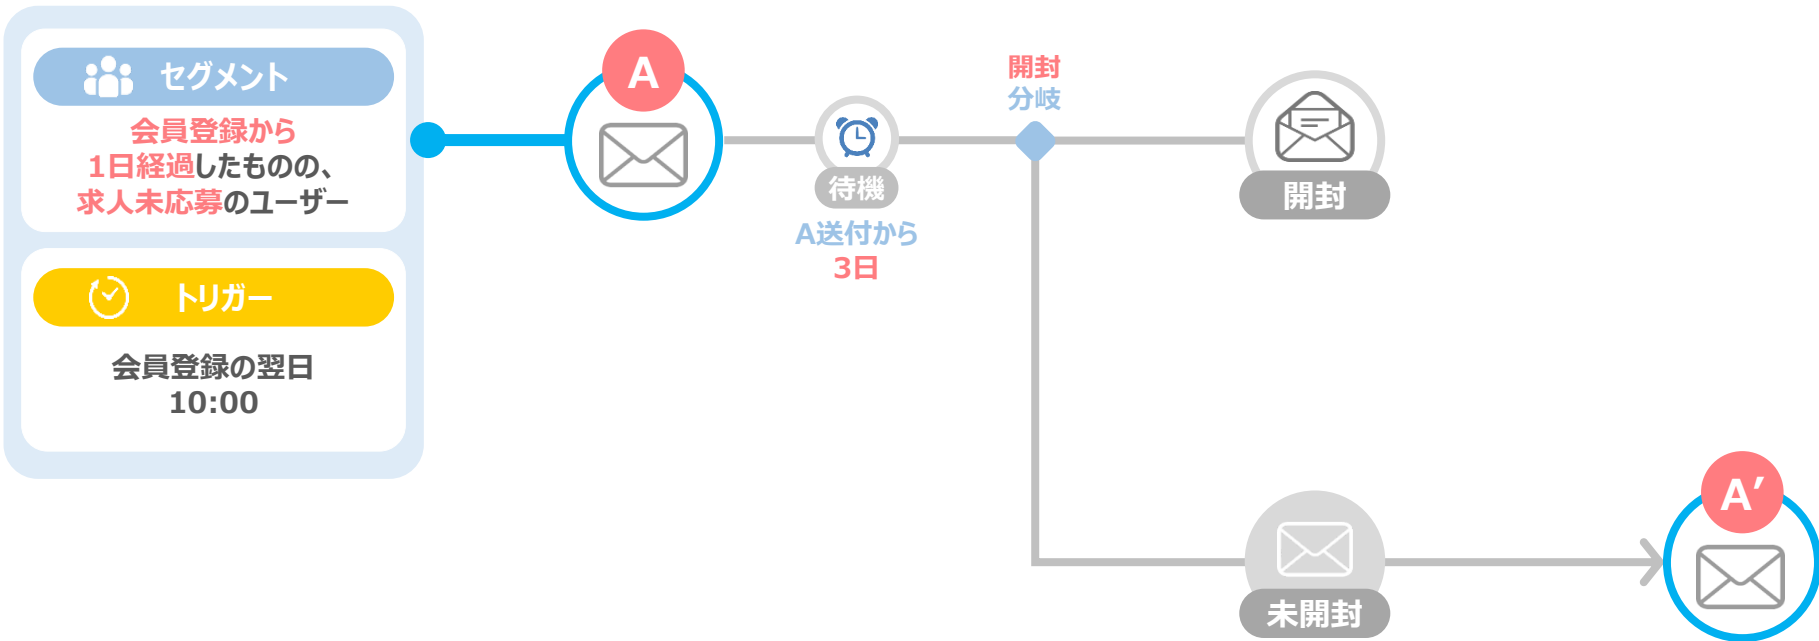 セグメント
会員登録から
1日経過したものの、
求人未応募のユーザー
トリガー
会員登録の翌日
10:00
A
待機
A送付から
3日
開封
分岐
開封
未開封
A′